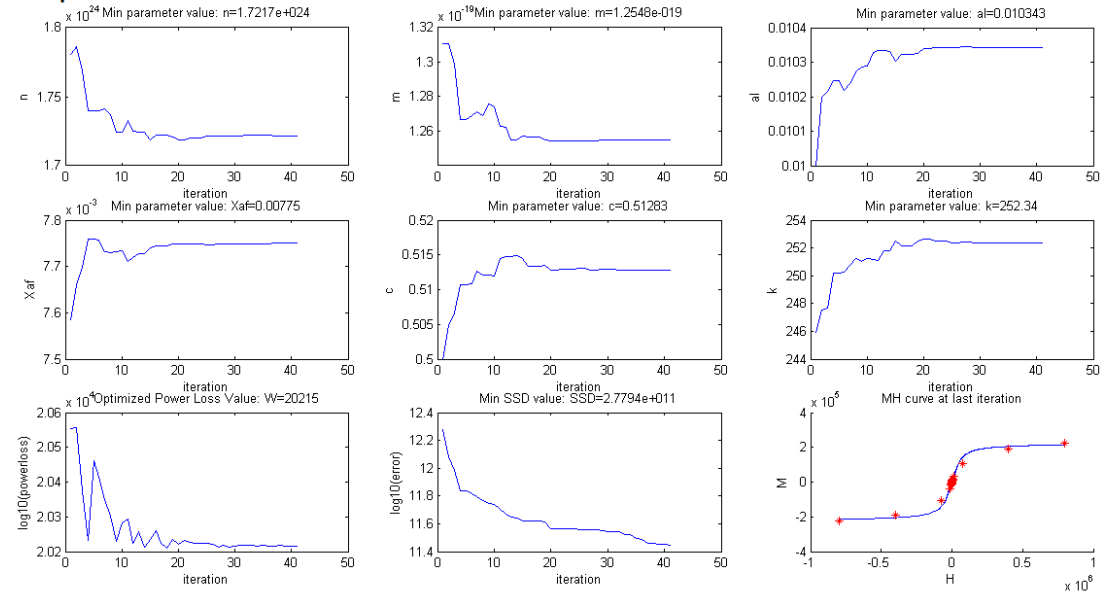 x 10^24 Min parameter value: n=1.7217e+024
1.8
1.75
1.7
n
0 10 20 30 40 50
iteration
x 10^-19 Min parameter value: m=1.2548e-019
1.32
1.3
1.28
1.26
m
0 10 20 30 40 50
iteration
Min parameter value: al=0.010343
0.0104
0.0103
0.0102
0.0101
0.01
al
0 10 20 30 40 50
iteration
x 10^-3 Min parameter value: Xaf=0.00775
7.8
7.7
7.6
7.5
Xaf
0 10 20 30 40 50
iteration
Min parameter value: c=0.51283
0.52
0.515
0.51
0.505
0.5
c
0 10 20 30 40 50
iteration
Min parameter value: k=252.34
254
252
250
248
246
244
k
0 10 20 30 40 50
iteration
x 10^4 Optimized Power Loss Value: W=20215
2.06
2.05
2.04
2.03
2.02
log10(powerloss)
0 10 20 30 40 50
iteration
Min SSD value: SSD=2.7794e+011
12.4
12.2
12
11.8
11.6
11.4
log10(error)
0 10 20 30 40 50
iteration
MH curve at last iteration
x 10^5
4
2
0
-2
-4
M
-1 -0.5 0 0.5 1
H
x 10^6